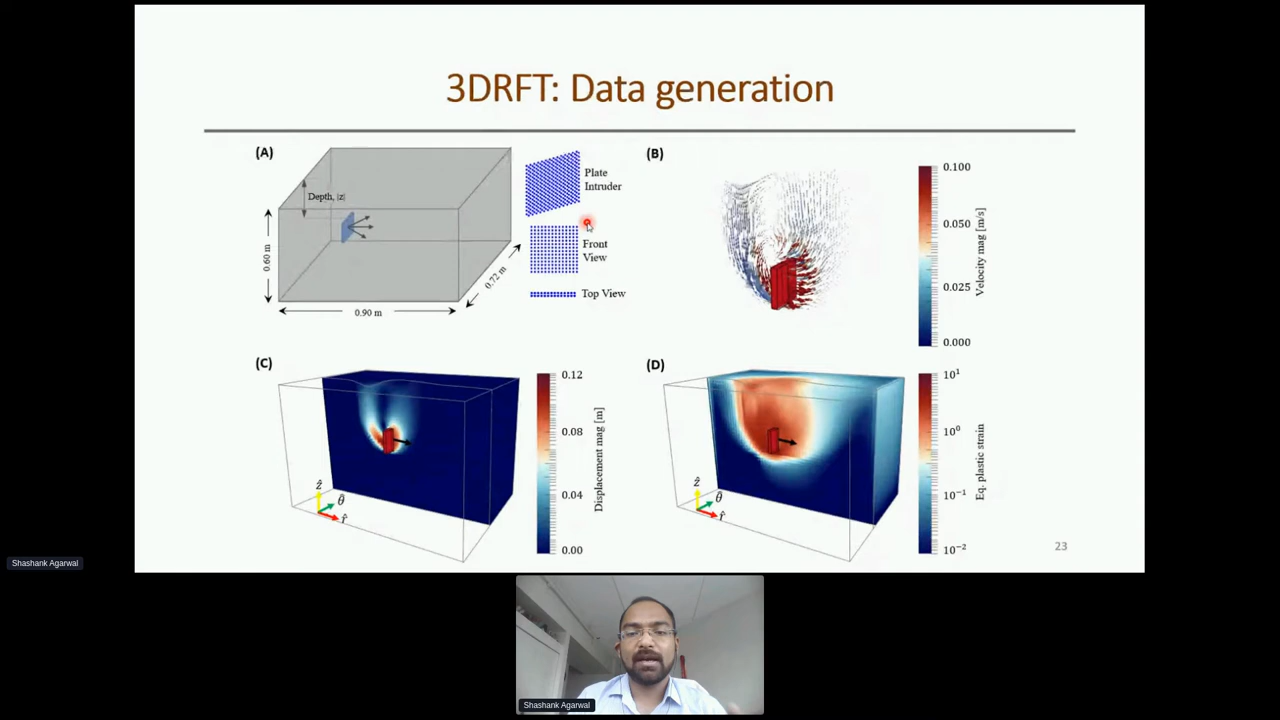 3DRFT: Data generation
(A)
Depth, |z|
0.60 m
0.90 m
0.72 m
Plate
Intruder
Front
View
Top View
(B)
0.100
0.050
0.025
0.000
Velocity mag [m/s]
(C)
ẑ
θ̂
r̂
0.12
0.08
0.04
0.00
Displacement mag [m]
(D)
ẑ
θ̂
r̂
10¹
10⁰
10⁻¹
10⁻²
Eq. plastic strain
23
Shashank Agarwal
Shashank Agarwal